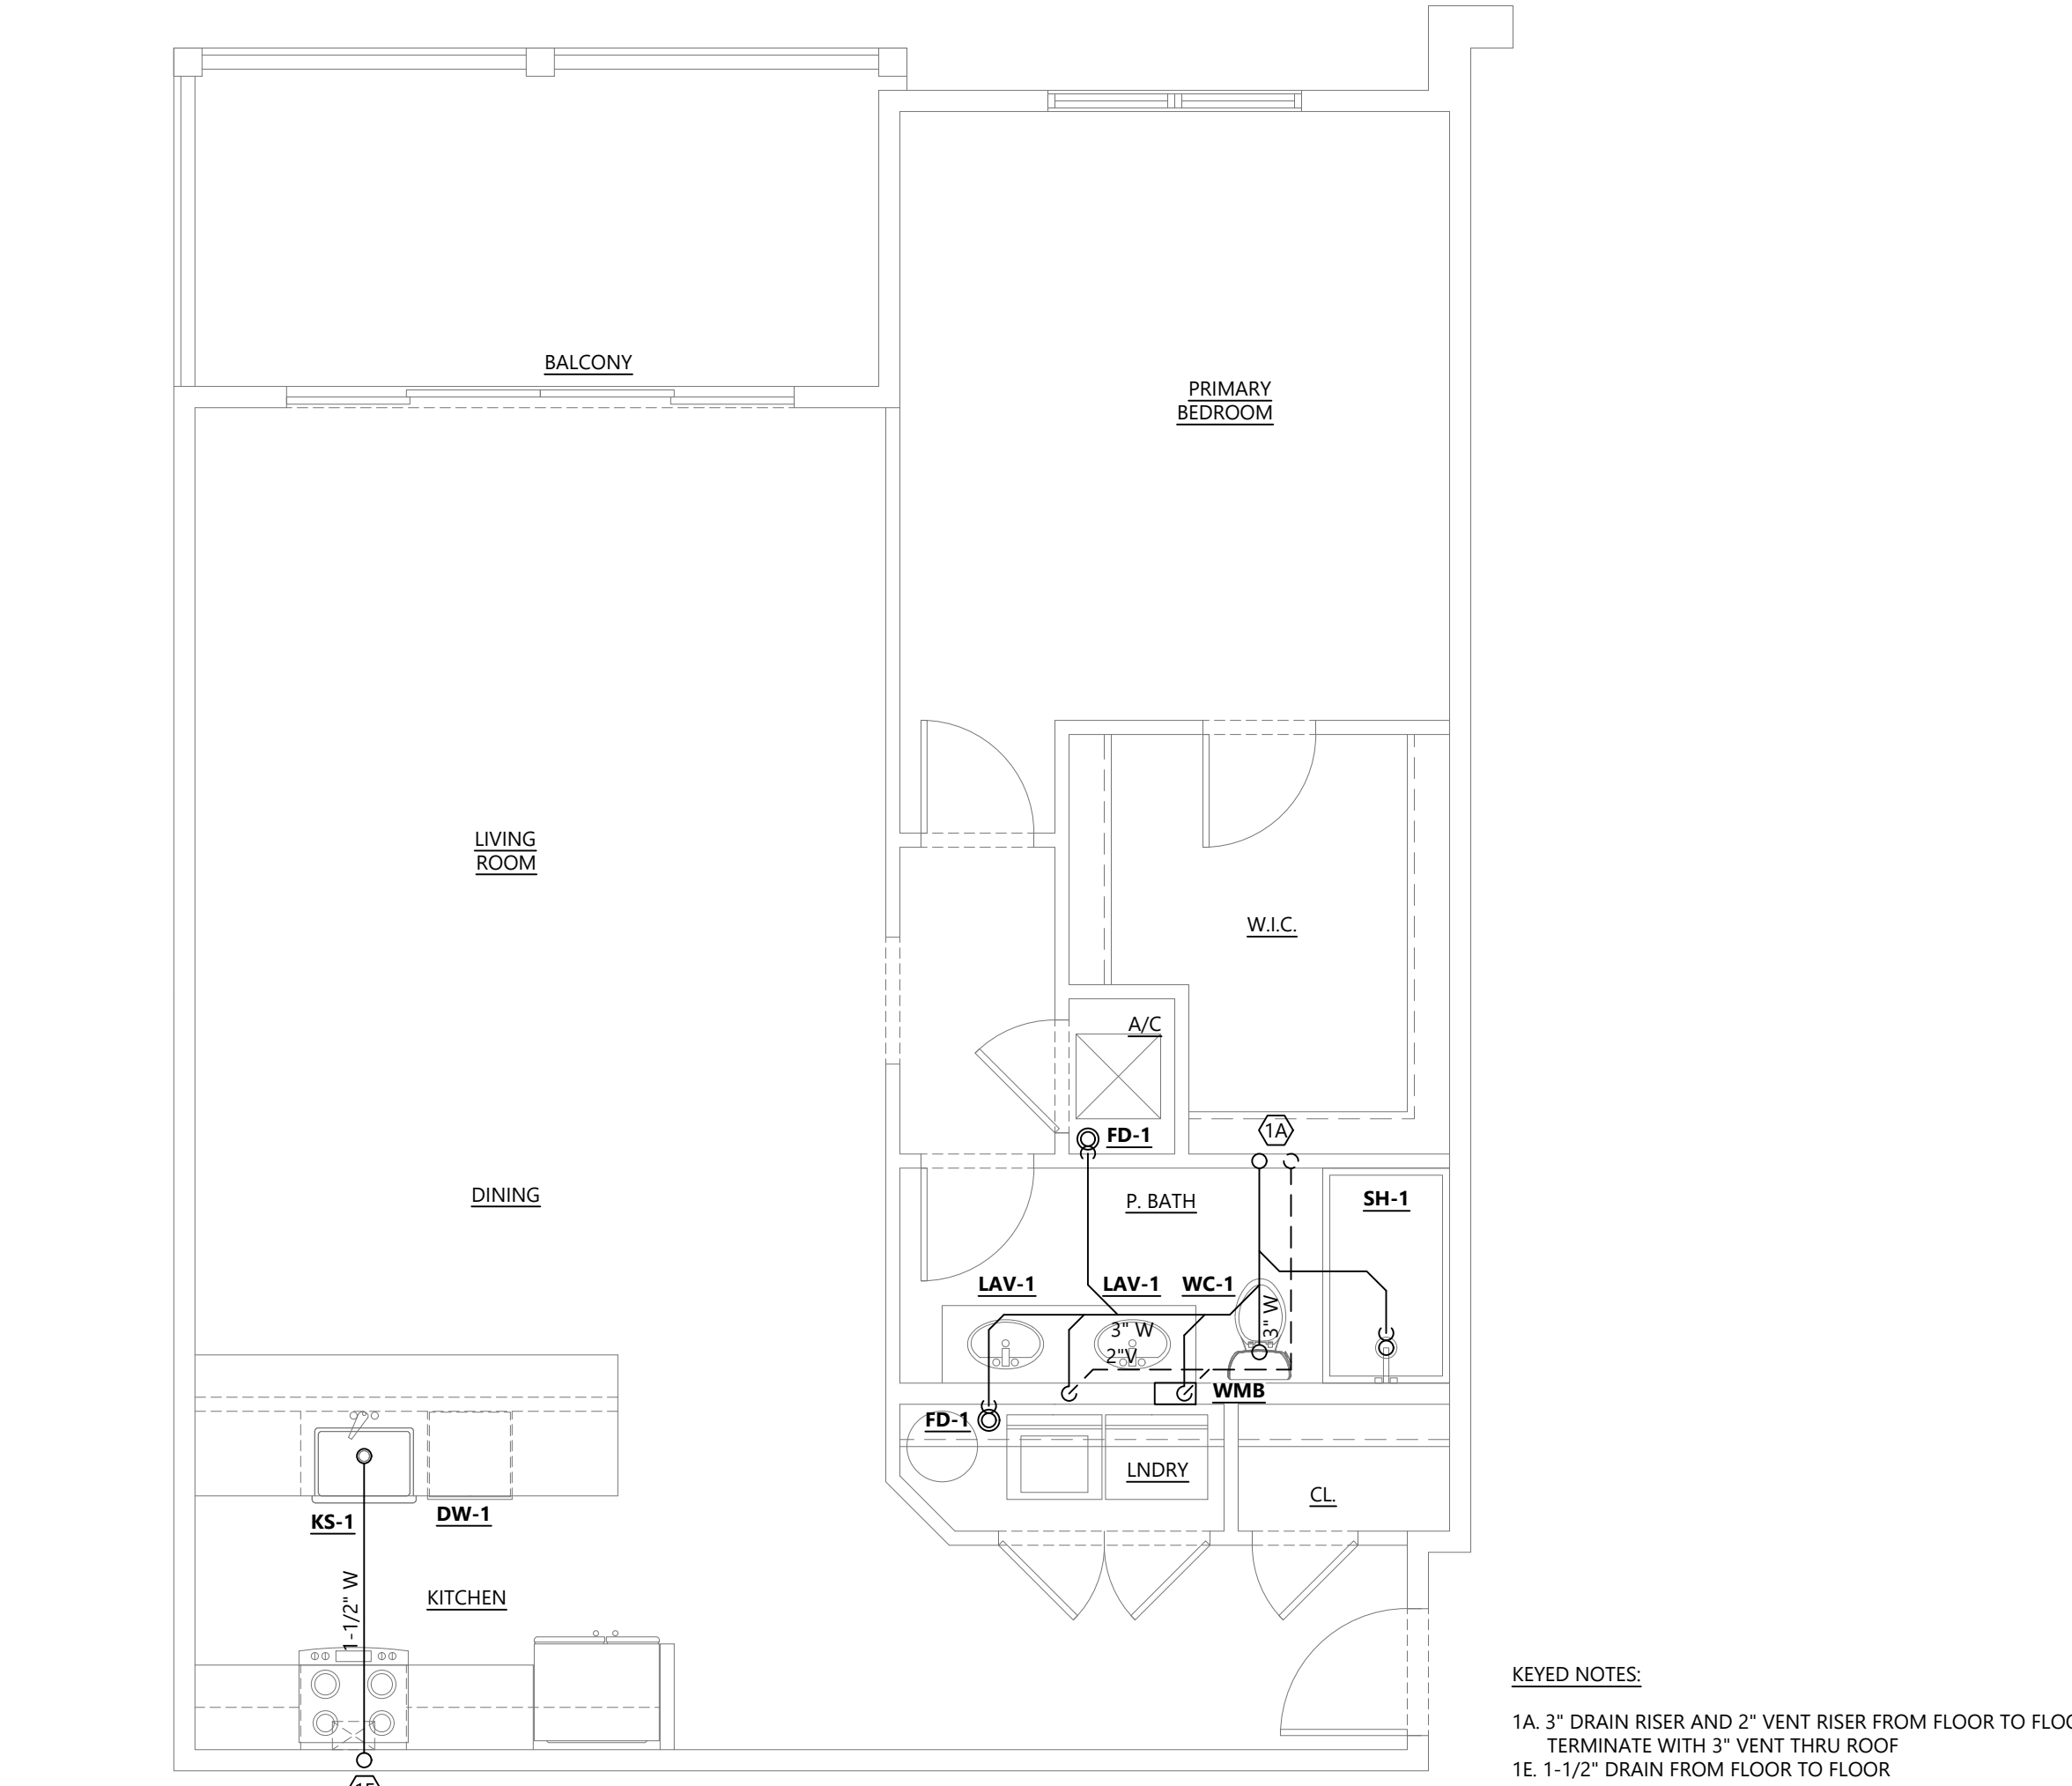 BALCONY
PRIMARY
BEDROOM
LIVING
ROOM
W.I.C.
A/C
FD-1
1A
DINING
P. BATH
SH-1
LAV-1
LAV-1
WC-1
3" W
3" W
2"V
WMB
FD-1
LNDRY
CL.
KS-1
DW-1
1-1/2" W
KITCHEN
KEYED NOTES:
1A. 3" DRAIN RISER AND 2" VENT RISER FROM FLOOR TO
TERMINATE WITH 3" VENT THRU ROOF
1E. 1-1/2" DRAIN FROM FLOOR TO FLOOR